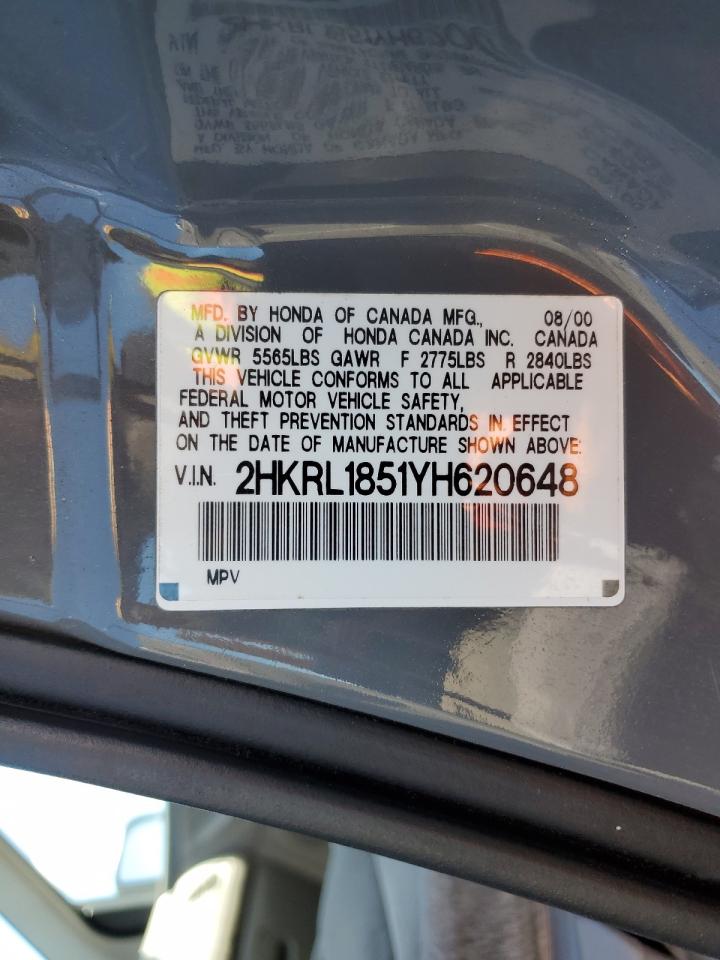 MFD. BY HONDA OF CANADA MFG., 08/00
A DIVISION OF HONDA CANADA INC. CANADA
GVWR 5565LBS GAWR F 2775LBS R 2840LBS
THIS VEHICLE CONFORMS TO ALL APPLICABLE
FEDERAL MOTOR VEHICLE SAFETY,
AND THEFT PREVENTION STANDARDS IN EFFECT
ON THE DATE OF MANUFACTURE SHOWN ABOVE:
V.I.N. 2HKRL1851YH620648
MPV